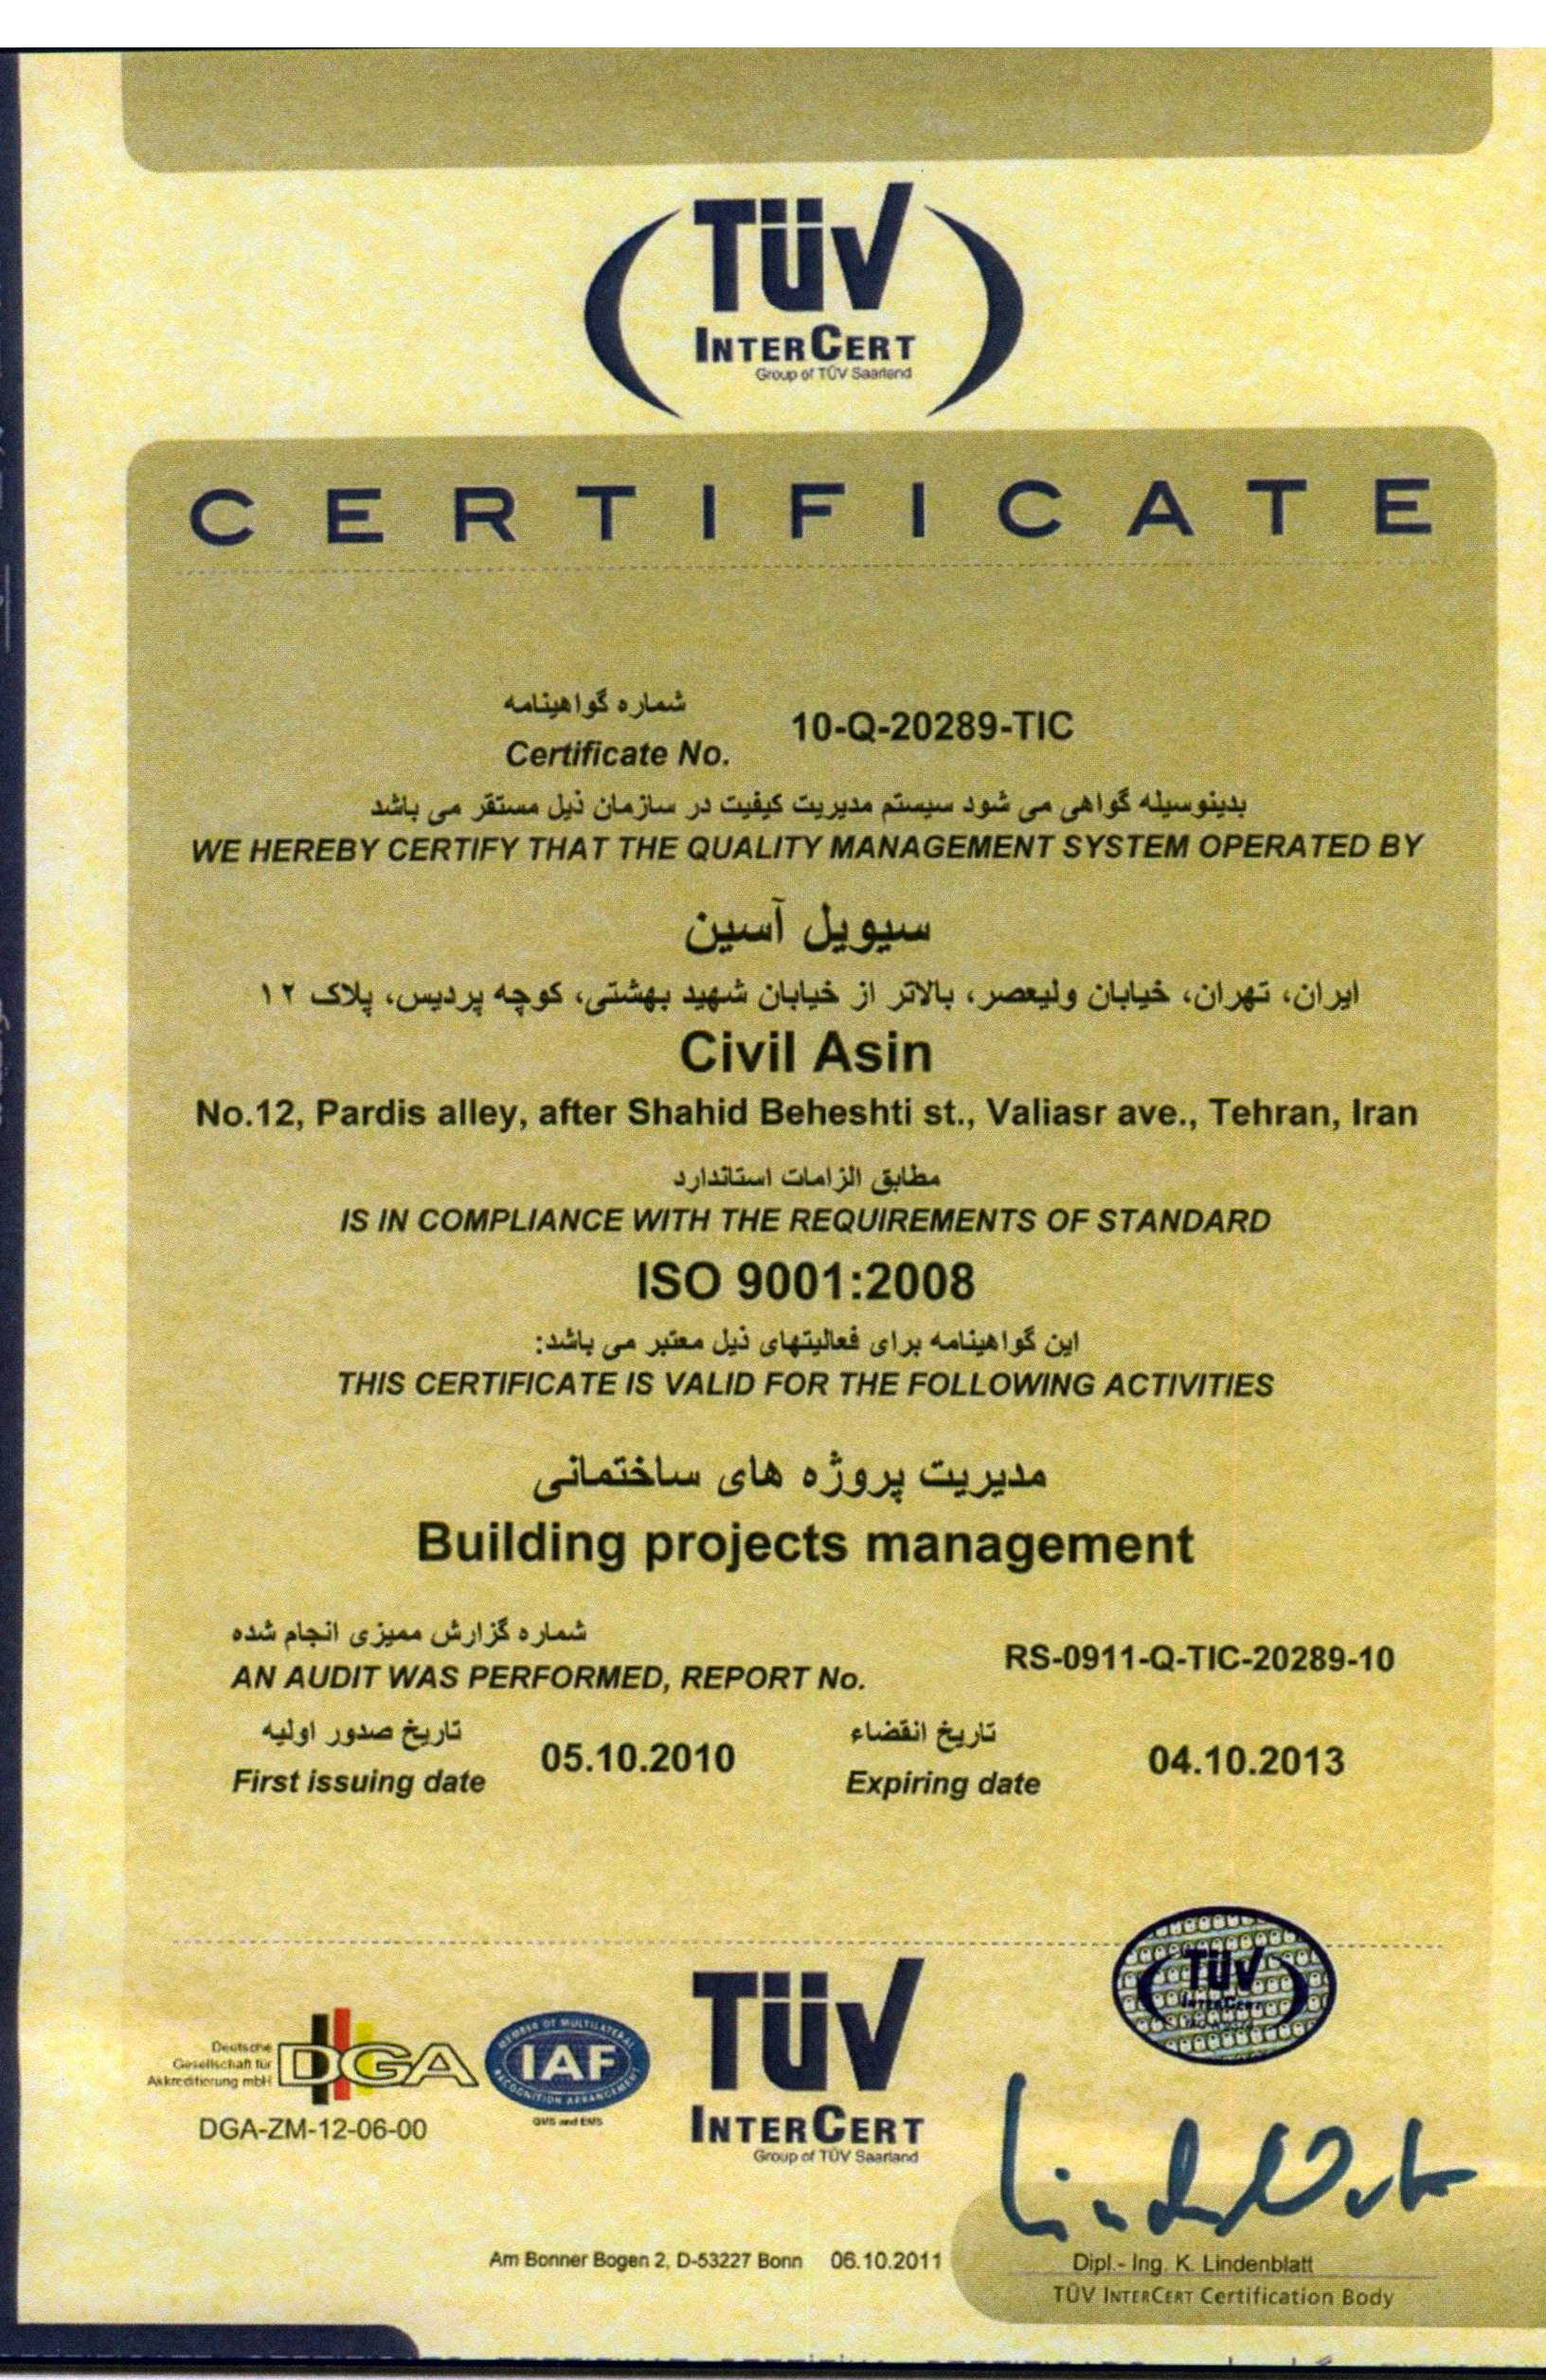 TÜV
INTERCERT
Group of TÜV Saarland
CERTIFICATE
شماره گواهینامه
Certificate No.
10-Q-20289-TIC
بدینوسیله گواهی می شود سیستم مدیریت کیفیت در سازمان ذیل مستقر می باشد
WE HEREBY CERTIFY THAT THE QUALITY MANAGEMENT SYSTEM OPERATED BY
سیویل آسین
ایران، تهران، خیابان ولیعصر، بالاتر از خیابان شهید بهشتی، کوچه پردیس، پلاک ۱۲
Civil Asin
No.12, Pardis alley, after Shahid Beheshti st., Valiasr ave., Tehran, Iran
مطابق الزامات استاندارد
IS IN COMPLIANCE WITH THE REQUIREMENTS OF STANDARD
ISO 9001:2008
این گواهینامه برای فعالیتهای ذیل معتبر می باشد:
THIS CERTIFICATE IS VALID FOR THE FOLLOWING ACTIVITIES
مدیریت پروژه های ساختمانی
Building projects management
شماره گزارش ممیزی انجام شده
AN AUDIT WAS PERFORMED, REPORT No.
RS-0911-Q-TIC-20289-10
تاریخ صدور اولیه
First issuing date
05.10.2010
تاریخ انقضاء
Expiring date
04.10.2013
Deutsche
Gesellschaft für
Akkreditierung mbH
DGA
DGA-ZM-12-06-00
MEMBER OF MULTILATERAL
IAF
RECOGNITION ARRANGEMENT
QMS and EMS
TÜV
INTERCERT
Group of TÜV Saarland
TÜV
INTERCERT
Am Bonner Bogen 2, D-53227 Bonn 06.10.2011
Dipl.- Ing. K. Lindenblatt
TÜV INTERCERT Certification Body